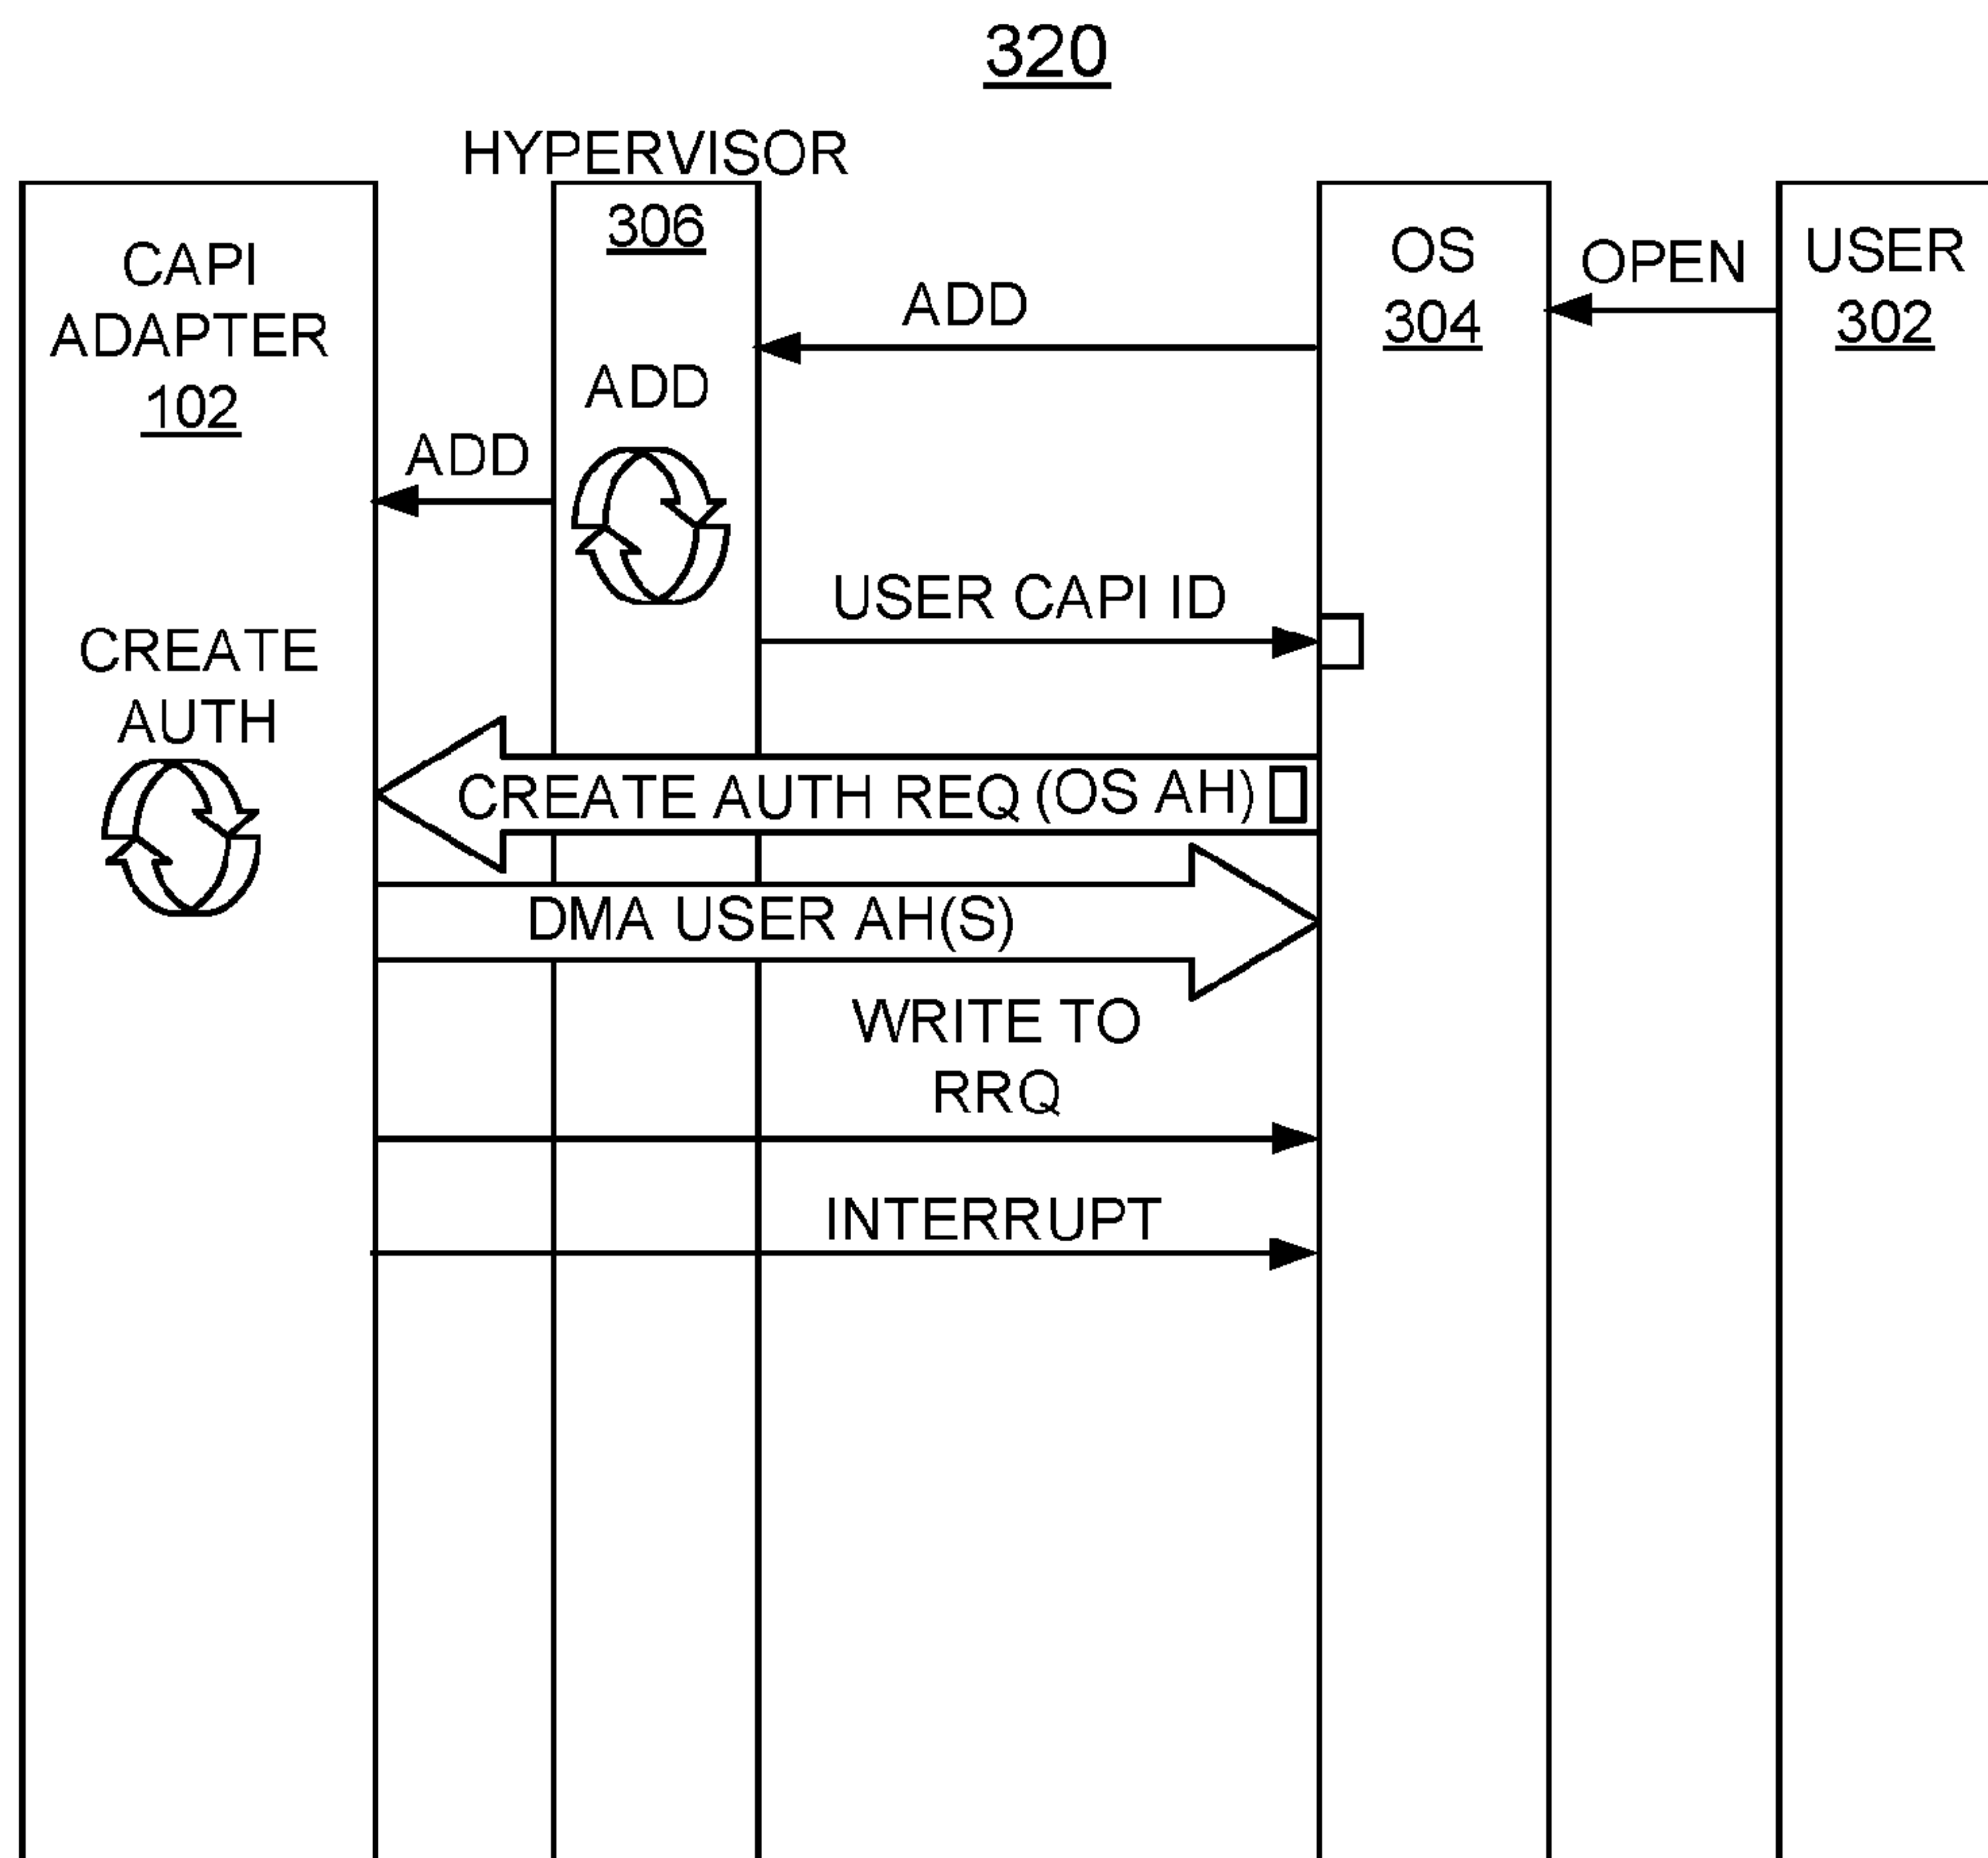 320
HYPERVISOR
306
CAPI
ADAPTER
102
OS
304
OPEN
USER
302
ADD
ADD
ADD
USER CAPI ID
CREATE
AUTH
CREATE AUTH REQ (OS AH)
DMA USER AH(S)
WRITE TO
RRQ
INTERRUPT